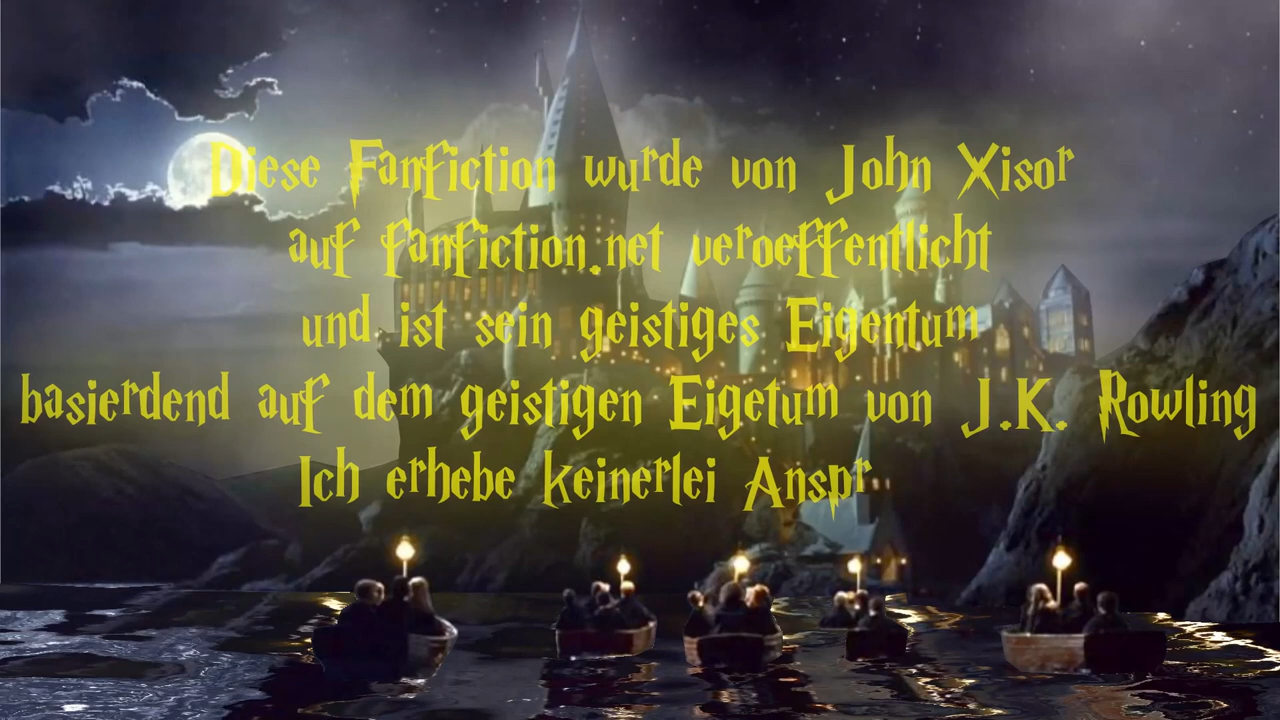 Diese Fanfiction wurde von John Xisor
auf fanfiction.net veroeffentlicht
und ist sein geistiges Eigentum
basierdend auf dem geistigen Eigetum von J.K. Rowling
Ich erhebe keinerlei Anspr